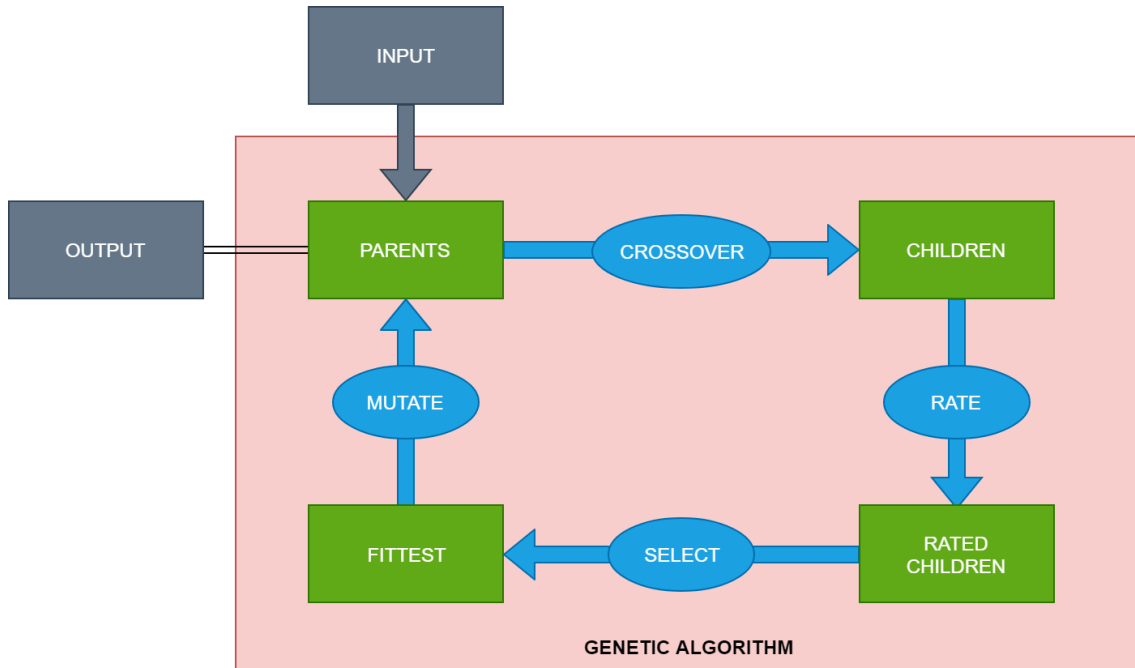 INPUT
OUTPUT
PARENTS
CROSSOVER
CHILDREN
MUTATE
RATE
FITTEST
SELECT
RATED
CHILDREN
GENETIC ALGORITHM